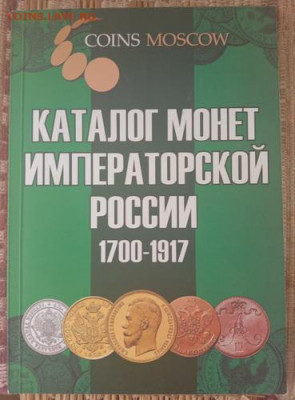 COINS MOSCOW
КАТАЛОГ МОНЕТ
ИМПЕРАТОРСКОЙ
РОССИИ
1700-1917